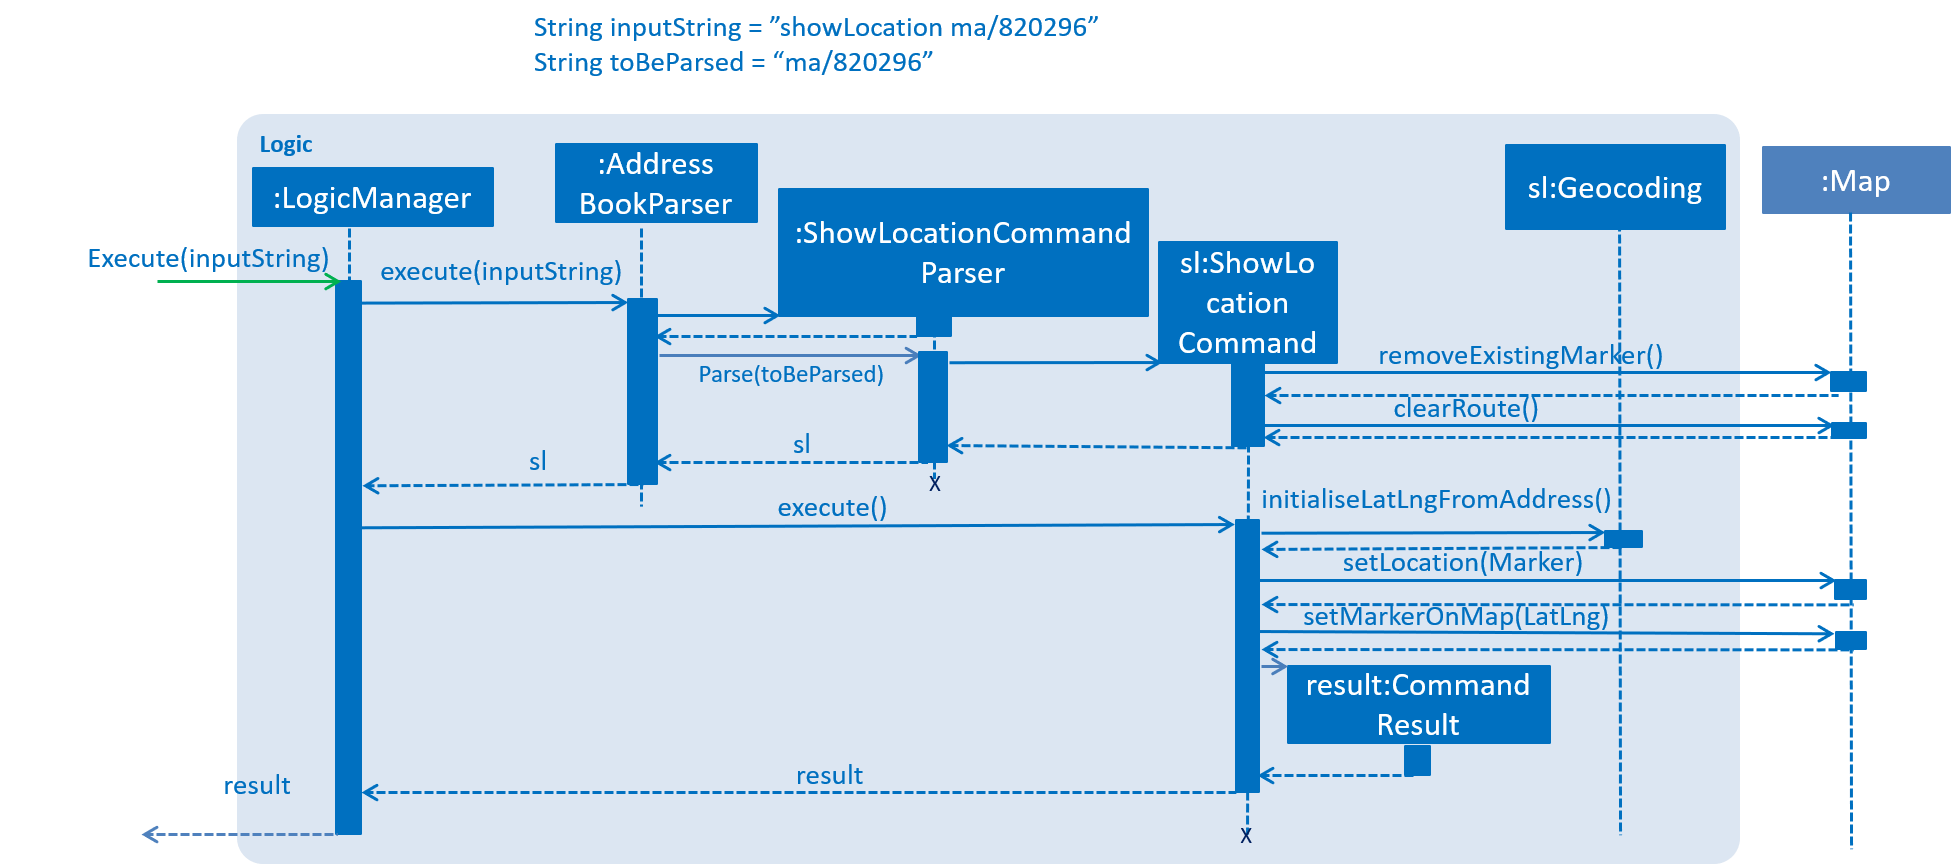 String inputString = ”showLocation ma/820296”
String toBeParsed = “ma/820296”
Logic
:LogicManager
:Address
BookParser
:ShowLocationCommand
Parser
sl:ShowLo
cation
Command
sl:Geocoding
:Map
Execute(inputString)
execute(inputString)
Parse(toBeParsed)
removeExistingMarker()
clearRoute()
sl
sl
X
execute()
initialiseLatLngFromAddress()
setLocation(Marker)
setMarkerOnMap(LatLng)
result:Command
Result
result
result
X